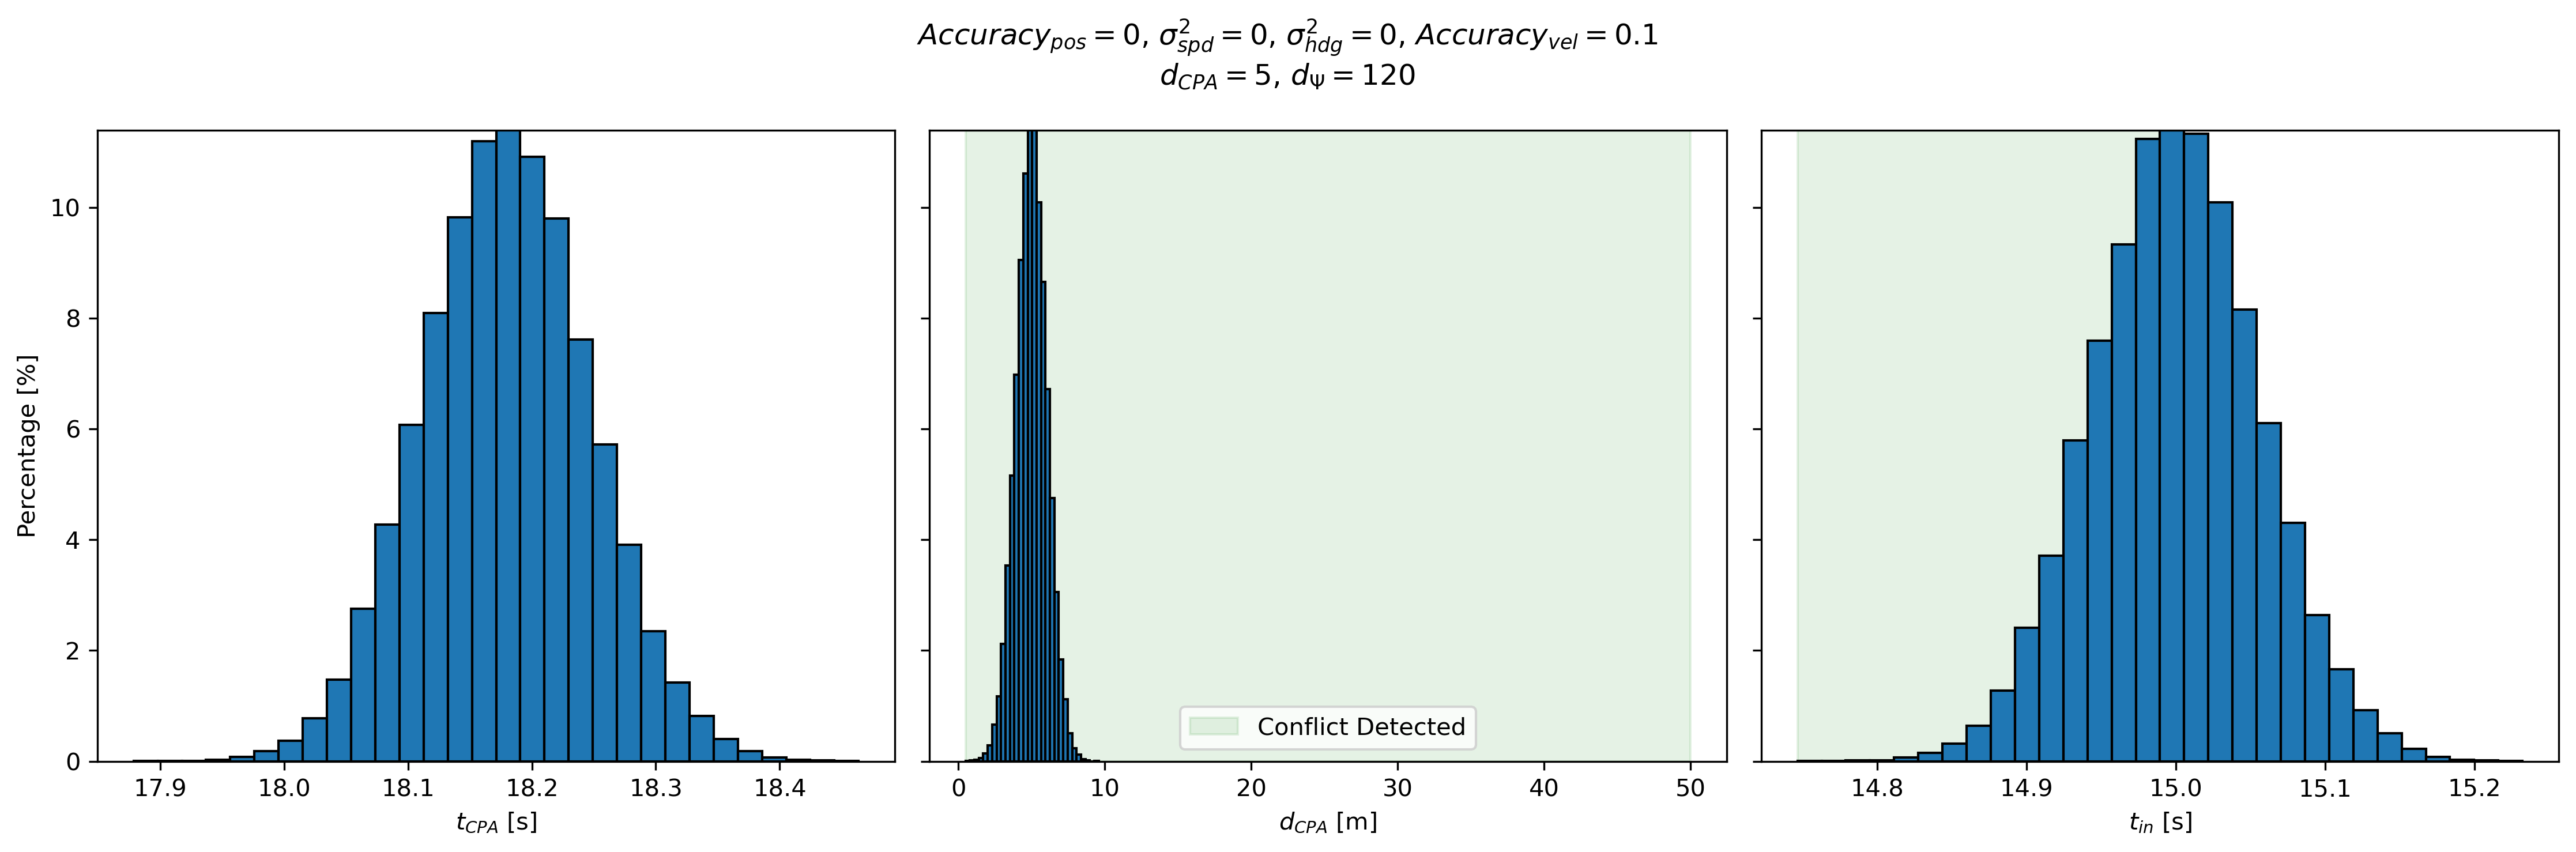 Accuracy_pos = 0, σ²_spd = 0, σ²_hdg = 0, Accuracy_vel = 0.1
d_CPA = 5, d_ψ = 120
Percentage [%]
10
8
6
4
2
0
17.9 18.0 18.1 18.2 18.3 18.4
t_CPA [s]
Conflict Detected
0 10 20 30 40 50
d_CPA [m]
14.8 14.9 15.0 15.1 15.2
t_in [s]